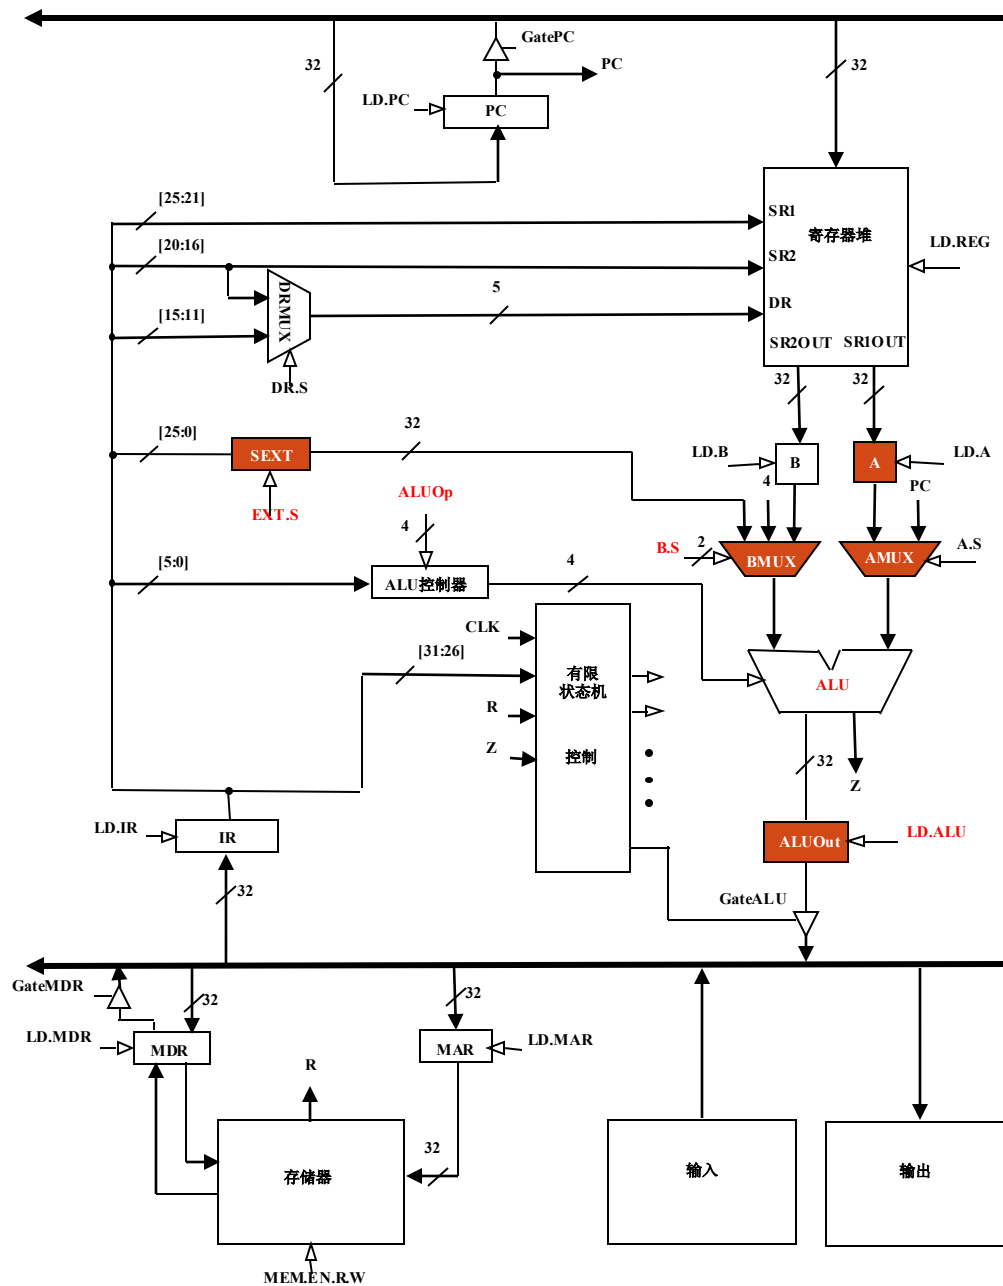 GatePC
32
PC
32
LD.PC
PC
[25:21]
SR1
寄存器堆
LD.REG
[20:16]
SR2
DRMUX
5
DR
[15:11]
SR2OUT
SR1OUT
DR.S
32
32
[25:0]
32
SEXT
LD.B
B
A
LD.A
EXT.S
ALUOp
4
PC
4
B.S
2
BMUX
AMUX
A.S
[5:0]
ALU控制器
4
CLK
[31:26]
有限
状态机
ALU
R
Z
控制
32
Z
LD.IR
IR
ALUOut
LD.ALU
32
GateALU
GateMDR
32
32
LD.MDR
MDR
MAR
LD.MAR
R
32
存储器
输入
输出
MEM.EN.R.W